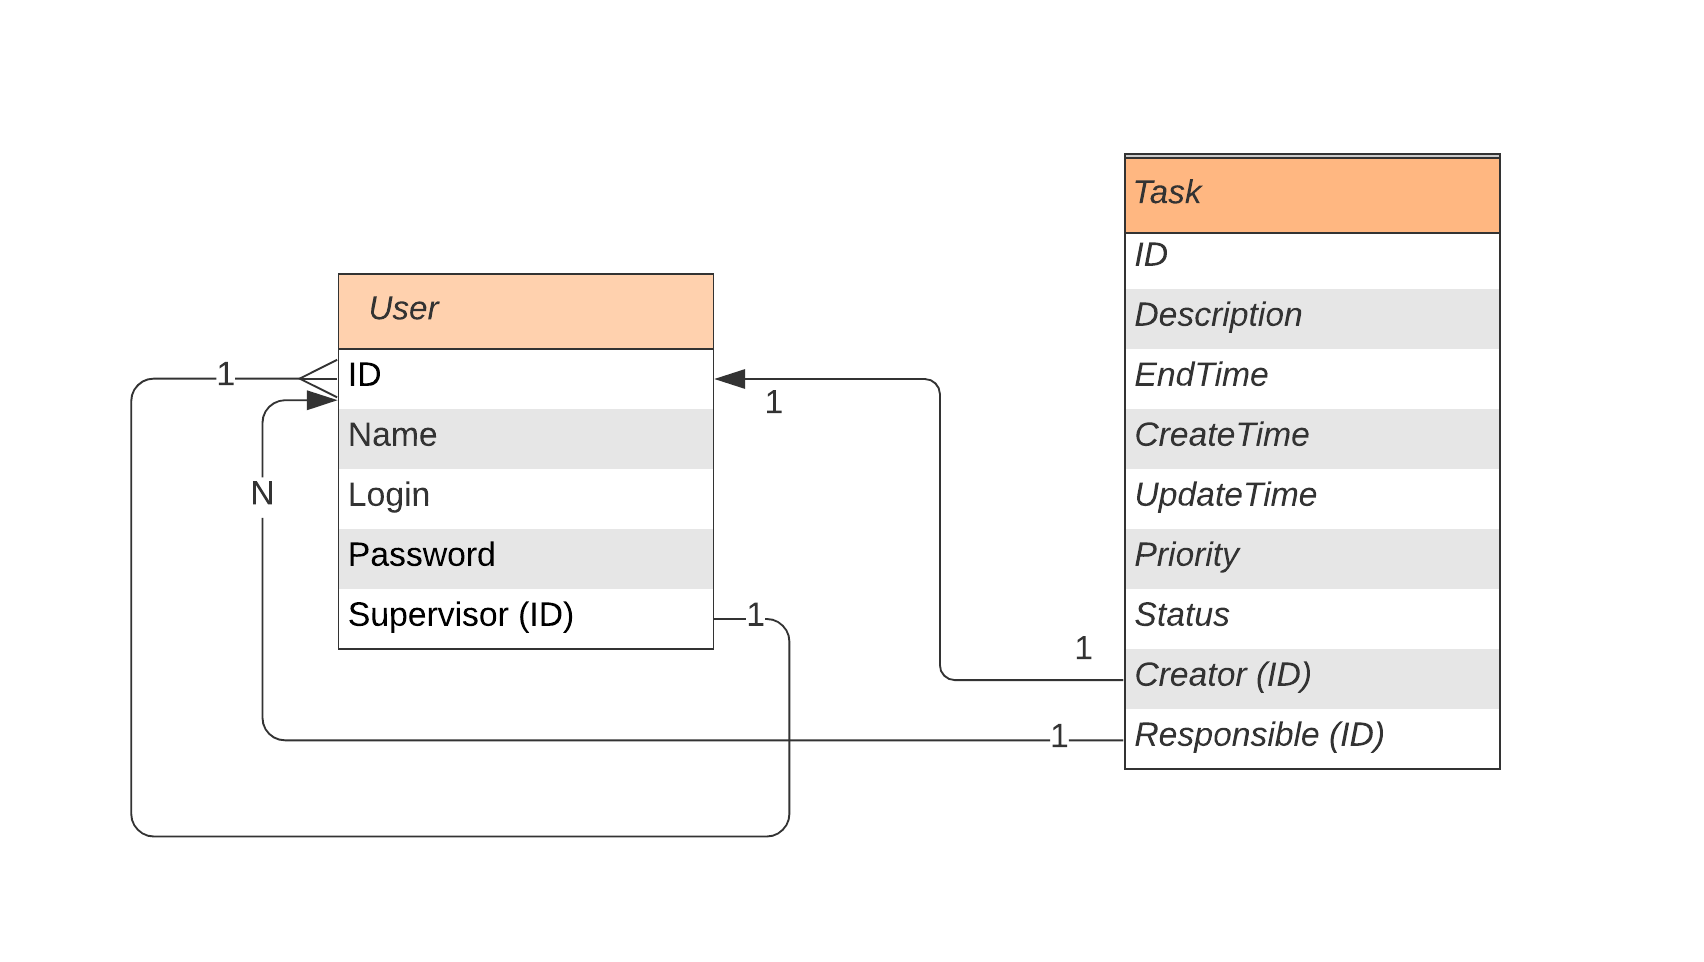 Task
ID
Description
EndTime
CreateTime
UpdateTime
Priority
Status
Creator (ID)
Responsible (ID)
User
ID
Name
Login
Password
Supervisor (ID)
1
N
1
1
1
1